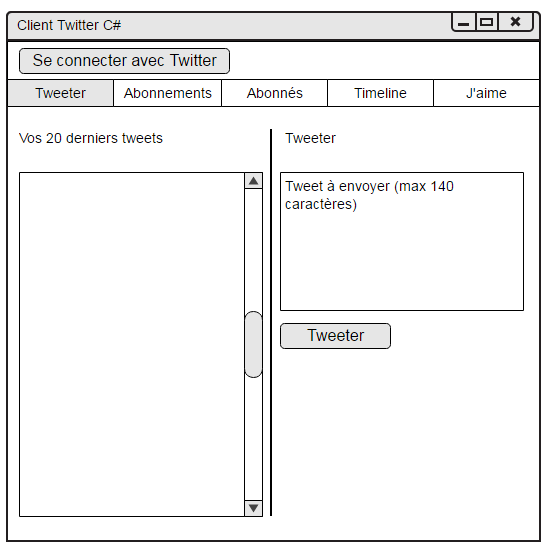 Client Twitter C#
Se connecter avec Twitter
Tweeter
Abonnements
Abonnés
Timeline
J'aime
Vos 20 derniers tweets
Tweeter
Tweet à envoyer (max 140
caractères)
Tweeter